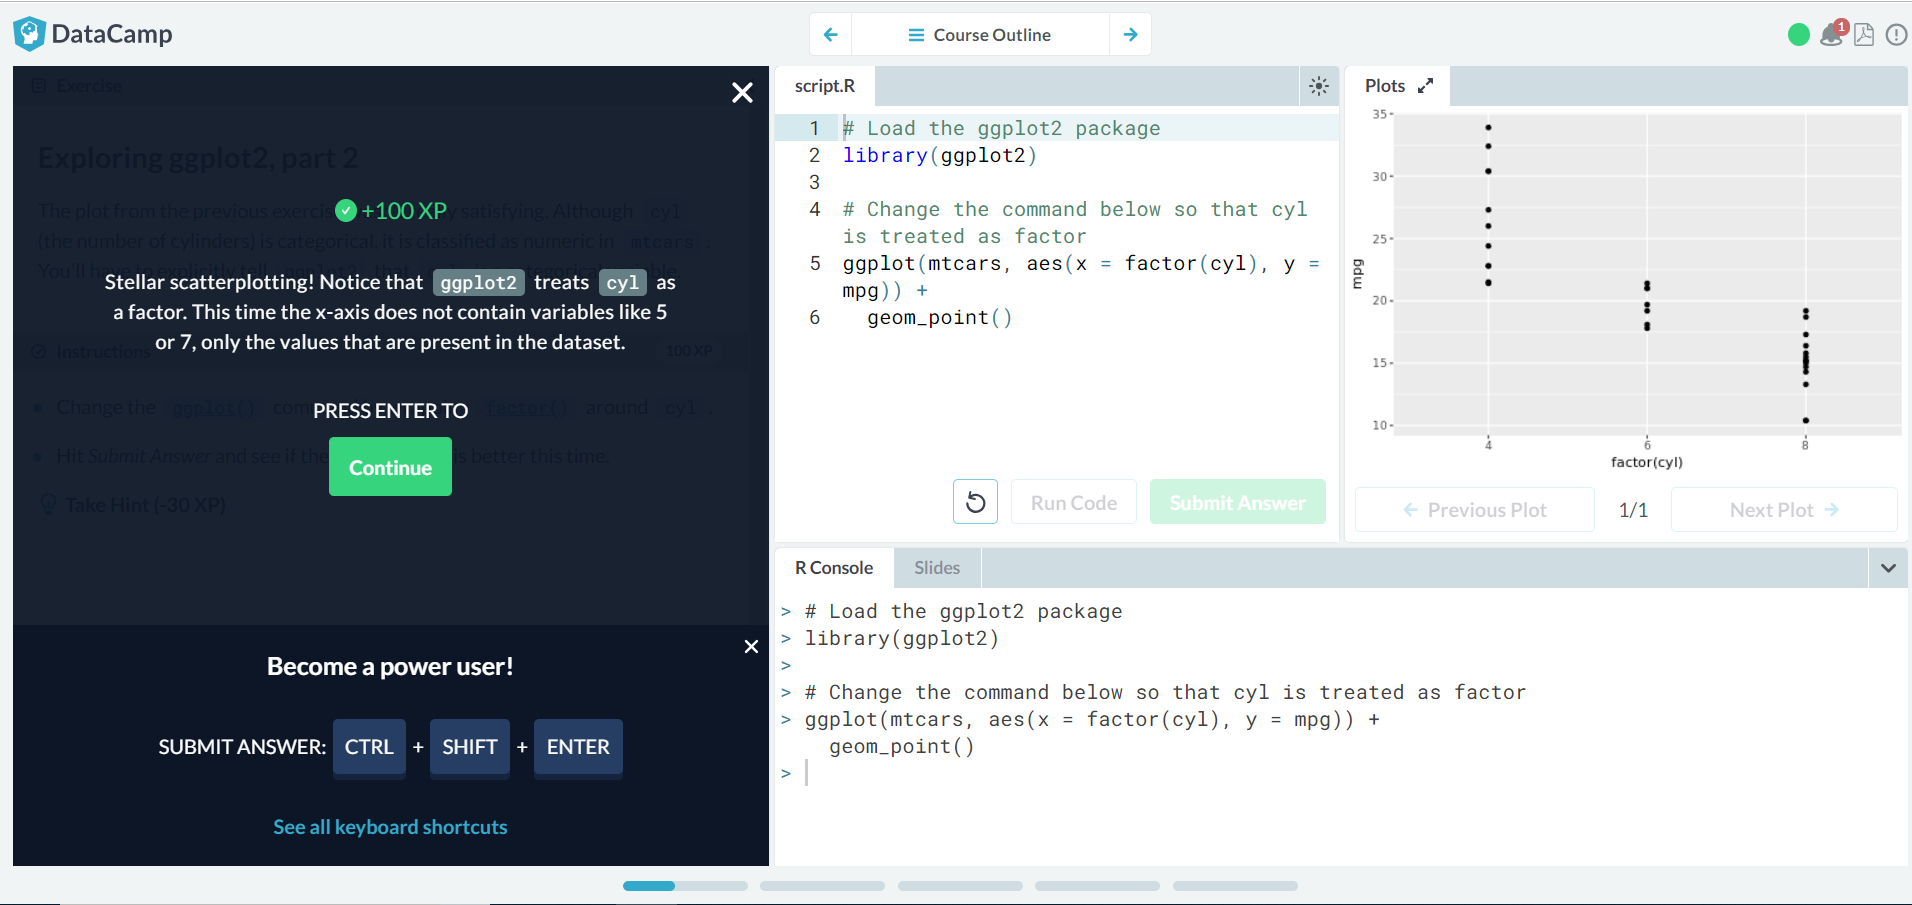 DataCamp
Course Outline
1
Exercise
Exploring ggplot2, part 2
The plot from the previous exercis
y satisfying. Although cyl
(the number of cylinders) is categorical, it is classified as numeric in mtcars.
You'll have to explicitly tell ggplot2 that
categorical variable.
+100 XP
Stellar scatterplotting! Notice that ggplot2 treats cyl as
a factor. This time the x-axis does not contain variables like 5
or 7, only the values that are present in the dataset.
Instructions
100 XP
Change the ggplot() com
factor() around cyl.
PRESS ENTER TO
Hit Submit Answer and see if the
is better this time.
Continue
Take Hint (-30 XP)
Become a power user!
SUBMIT ANSWER: CTRL + SHIFT + ENTER
See all keyboard shortcuts
script.R
1 # Load the ggplot2 package
2 library(ggplot2)
3
4 # Change the command below so that cyl
is treated as factor
5 ggplot(mtcars, aes(x = factor(cyl), y =
mpg)) +
6 geom_point()
Run Code
Submit Answer
Plots
35
30
25
20
15
10
mpg
4 6 8
factor(cyl)
Previous Plot
1/1
Next Plot
R Console
Slides
> # Load the ggplot2 package
> library(ggplot2)
>
> # Change the command below so that cyl is treated as factor
> ggplot(mtcars, aes(x = factor(cyl), y = mpg)) +
geom_point()
>